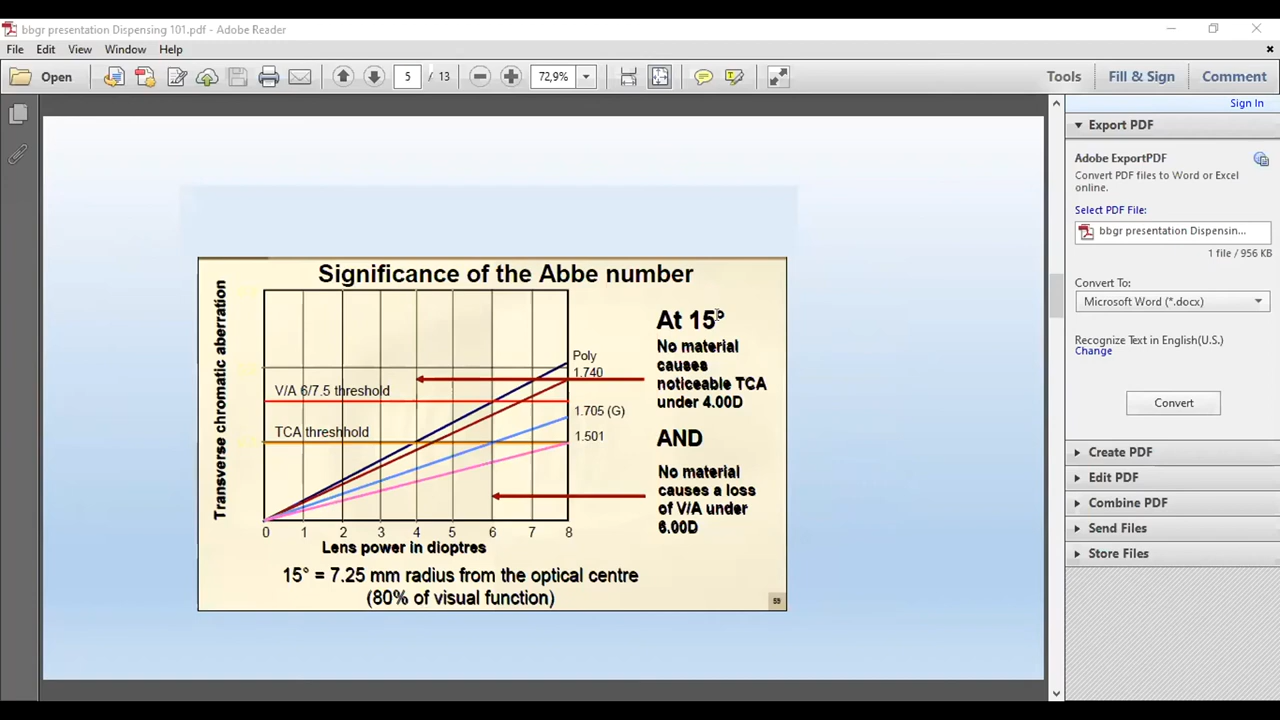 bbgr presentation Dispensing 101.pdf - Adobe Reader
File Edit View Window Help
Open 5 / 13 72,9% Tools Fill & Sign Comment
Sign In
Export PDF
Adobe ExportPDF
Convert PDF files to Word or Excel
online.
Select PDF File:
bbgr presentation Dispensin...
1 file / 956 KB
Convert To:
Microsoft Word (*.docx)
Recognize Text in English(U.S.)
Change
Convert
Create PDF
Edit PDF
Combine PDF
Send Files
Store Files
Significance of the Abbe number
Transverse chromatic aberration
V/A 6/7.5 threshold
TCA threshhold
Poly
1.740
1.705 (G)
1.501
0 1 2 3 4 5 6 7 8
Lens power in dioptres
At 15°
No material
causes
noticeable TCA
under 4.00D
AND
No material
causes a loss
of V/A under
6.00D
15° = 7.25 mm radius from the optical centre
(80% of visual function)